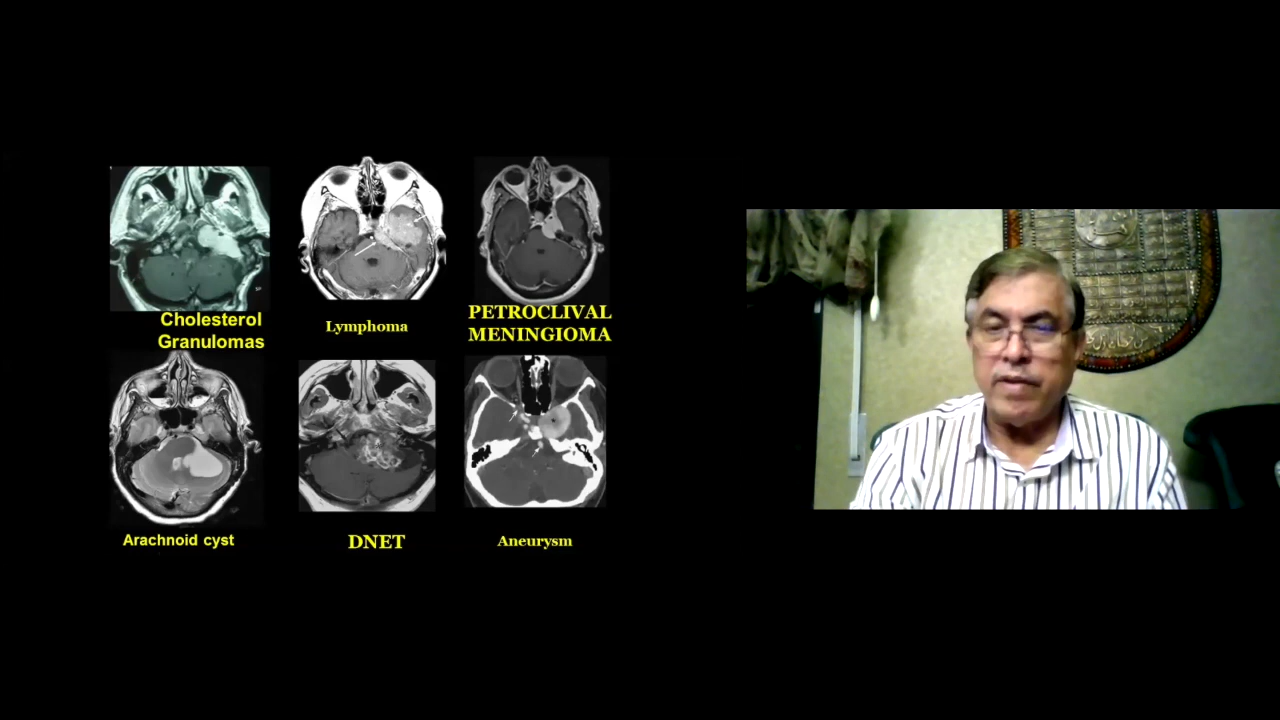 Cholesterol
Granulomas
Lymphoma
PETROCLIVAL
MENINGIOMA
Arachnoid cyst
DNET
Aneurysm